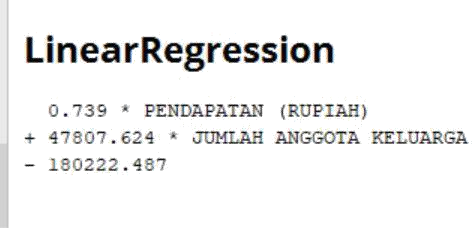 LinearRegression
0.739 * PENDAPATAN (RUPIAH)
+ 47807.624 * JUMLAH ANGGOTA KELUARGA
- 180222.487